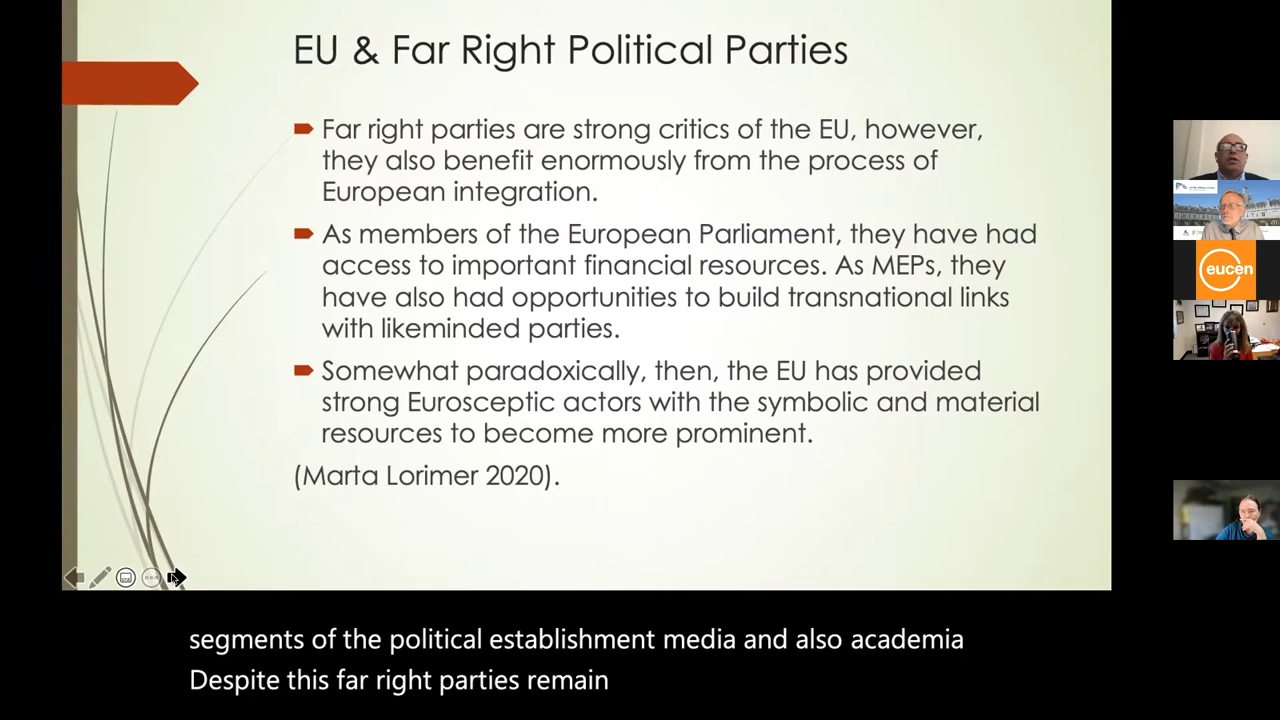 EU & Far Right Political Parties
Far right parties are strong critics of the EU, however,
they also benefit enormously from the process of
European integration.
As members of the European Parliament, they have had
access to important financial resources. As MEPs, they
have also had opportunities to build transnational links
with likeminded parties.
Somewhat paradoxically, then, the EU has provided
strong Eurosceptic actors with the symbolic and material
resources to become more prominent.
(Marta Lorimer 2020).
eucen
segments of the political establishment media and also academia
Despite this far right parties remain